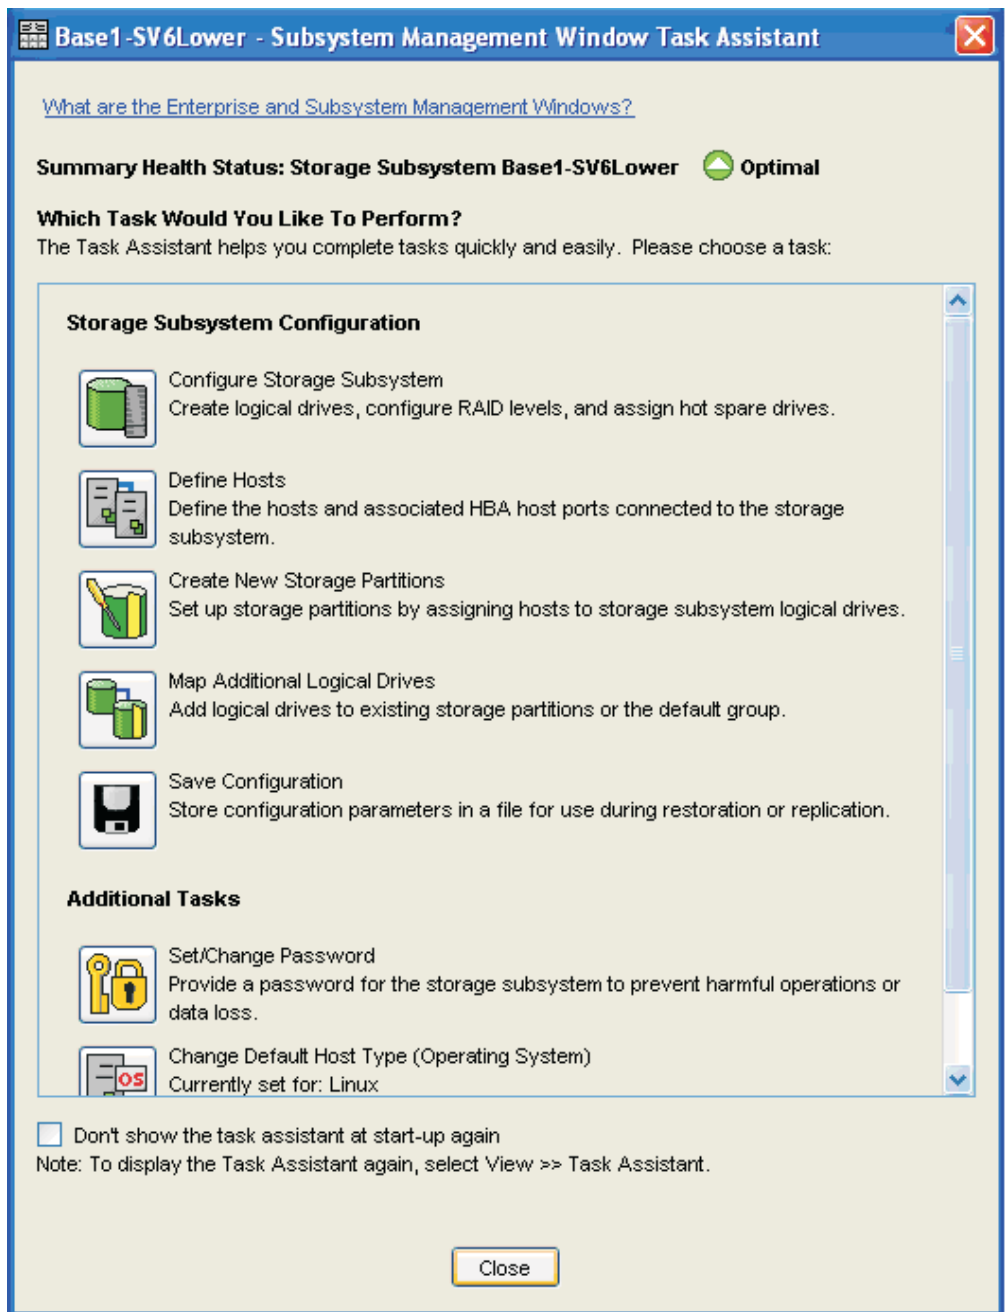 Base1-SV6Lower - Subsystem Management Window Task Assistant
What are the Enterprise and Subsystem Management Windows?
Summary Health Status: Storage Subsystem Base1-SV6Lower Optimal
Which Task Would You Like To Perform?
The Task Assistant helps you complete tasks quickly and easily. Please choose a task:
Storage Subsystem Configuration
Configure Storage Subsystem
Create logical drives, configure RAID levels, and assign hot spare drives.
Define Hosts
Define the hosts and associated HBA host ports connected to the storage
subsystem.
Create New Storage Partitions
Set up storage partitions by assigning hosts to storage subsystem logical drives.
Map Additional Logical Drives
Add logical drives to existing storage partitions or the default group.
Save Configuration
Store configuration parameters in a file for use during restoration or replication.
Additional Tasks
Set/Change Password
Provide a password for the storage subsystem to prevent harmful operations or
data loss.
Change Default Host Type (Operating System)
OS
Currently set for: Linux
Don't show the task assistant at start-up again
Note: To display the Task Assistant again, select View >> Task Assistant.
Close